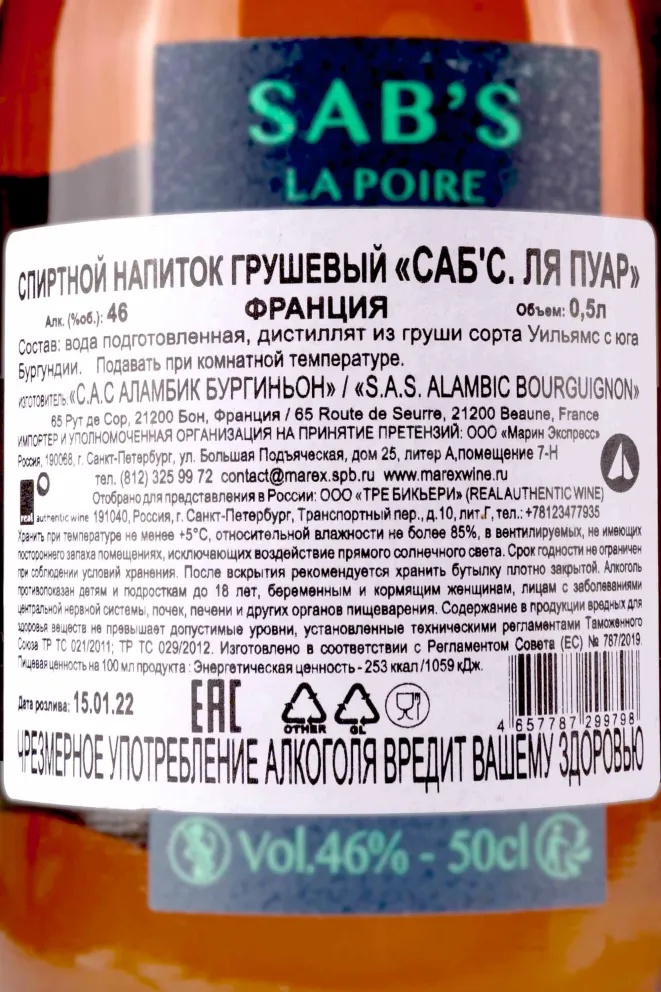 SAB'S
LA POIRE
СПИРТНОЙ НАПИТОК ГРУШЕВЫЙ «САБ'С. ЛЯ ПУАР»
Алк. (%об.): 46 ФРАНЦИЯ Объем: 0,5л
Состав: вода подготовленная, дистиллят из груши сорта Уильямс с юга
Бургундии. Подавать при комнатной температуре.
ИЗГОТОВИТЕЛЬ: «С.А.С АЛАМБИК БУРГИНЬОН» / «S.A.S. ALAMBIC BOURGUIGNON»
65 Рут де Сор, 21200 Бон, Франция / 65 Route de Seurre, 21200 Beaune, France
ИМПОРТЕР И УПОЛНОМОЧЕННАЯ ОРГАНИЗАЦИЯ НА ПРИНЯТИЕ ПРЕТЕНЗИЙ: ООО «Марин Экспресс»
Россия, 190068, г. Санкт-Петербург, ул. Большая Подъяческая, дом 25, литер А,помещение 7-Н
тел. (812) 325 99 72 contact@marex.spb.ru www.marexwine.ru
Отобрано для представления в России: ООО «ТРЕ БИКЬЕРИ» (REALAUTHENTIC WINE)
real authentic wine 191040, Россия, г. Санкт-Петербург, Транспортный пер., д.10, лит.Г, тел.: +78123477935
Хранить при температуре не менее +5°С, относительной влажности не более 85%, в вентилируемых, не имеющих
постороннего запаха помещениях, исключающих воздействие прямого солнечного света. Срок годности не ограничен
при соблюдении условий хранения. После вскрытия рекомендуется хранить бутылку плотно закрытой. Алкоголь
противопоказан детям и подросткам до 18 лет, беременным и кормящим женщинам, лицам с заболеваниями
центральной нервной системы, почек, печени и других органов пищеварения. Содержание в продукции вредных для
здоровья веществ не превышает допустимые уровни, установленные техническими регламентами Таможенного
Союза ТР ТС 021/2011; ТР ТС 029/2012. Изготовлено в соответствии с Регламентом Совета (ЕС) № 787/2019.
Пищевая ценность на 100 мл продукта : Энергетическая ценность - 253 ккал /1059 кДж.
Дата розлива: 15.01.22 EAC OTHER GL 4 657787 299798
ЧРЕЗМЕРНОЕ УПОТРЕБЛЕНИЕ АЛКОГОЛЯ ВРЕДИТ ВАШЕМУ ЗДОРОВЬЮ
Vol.46% - 50cl